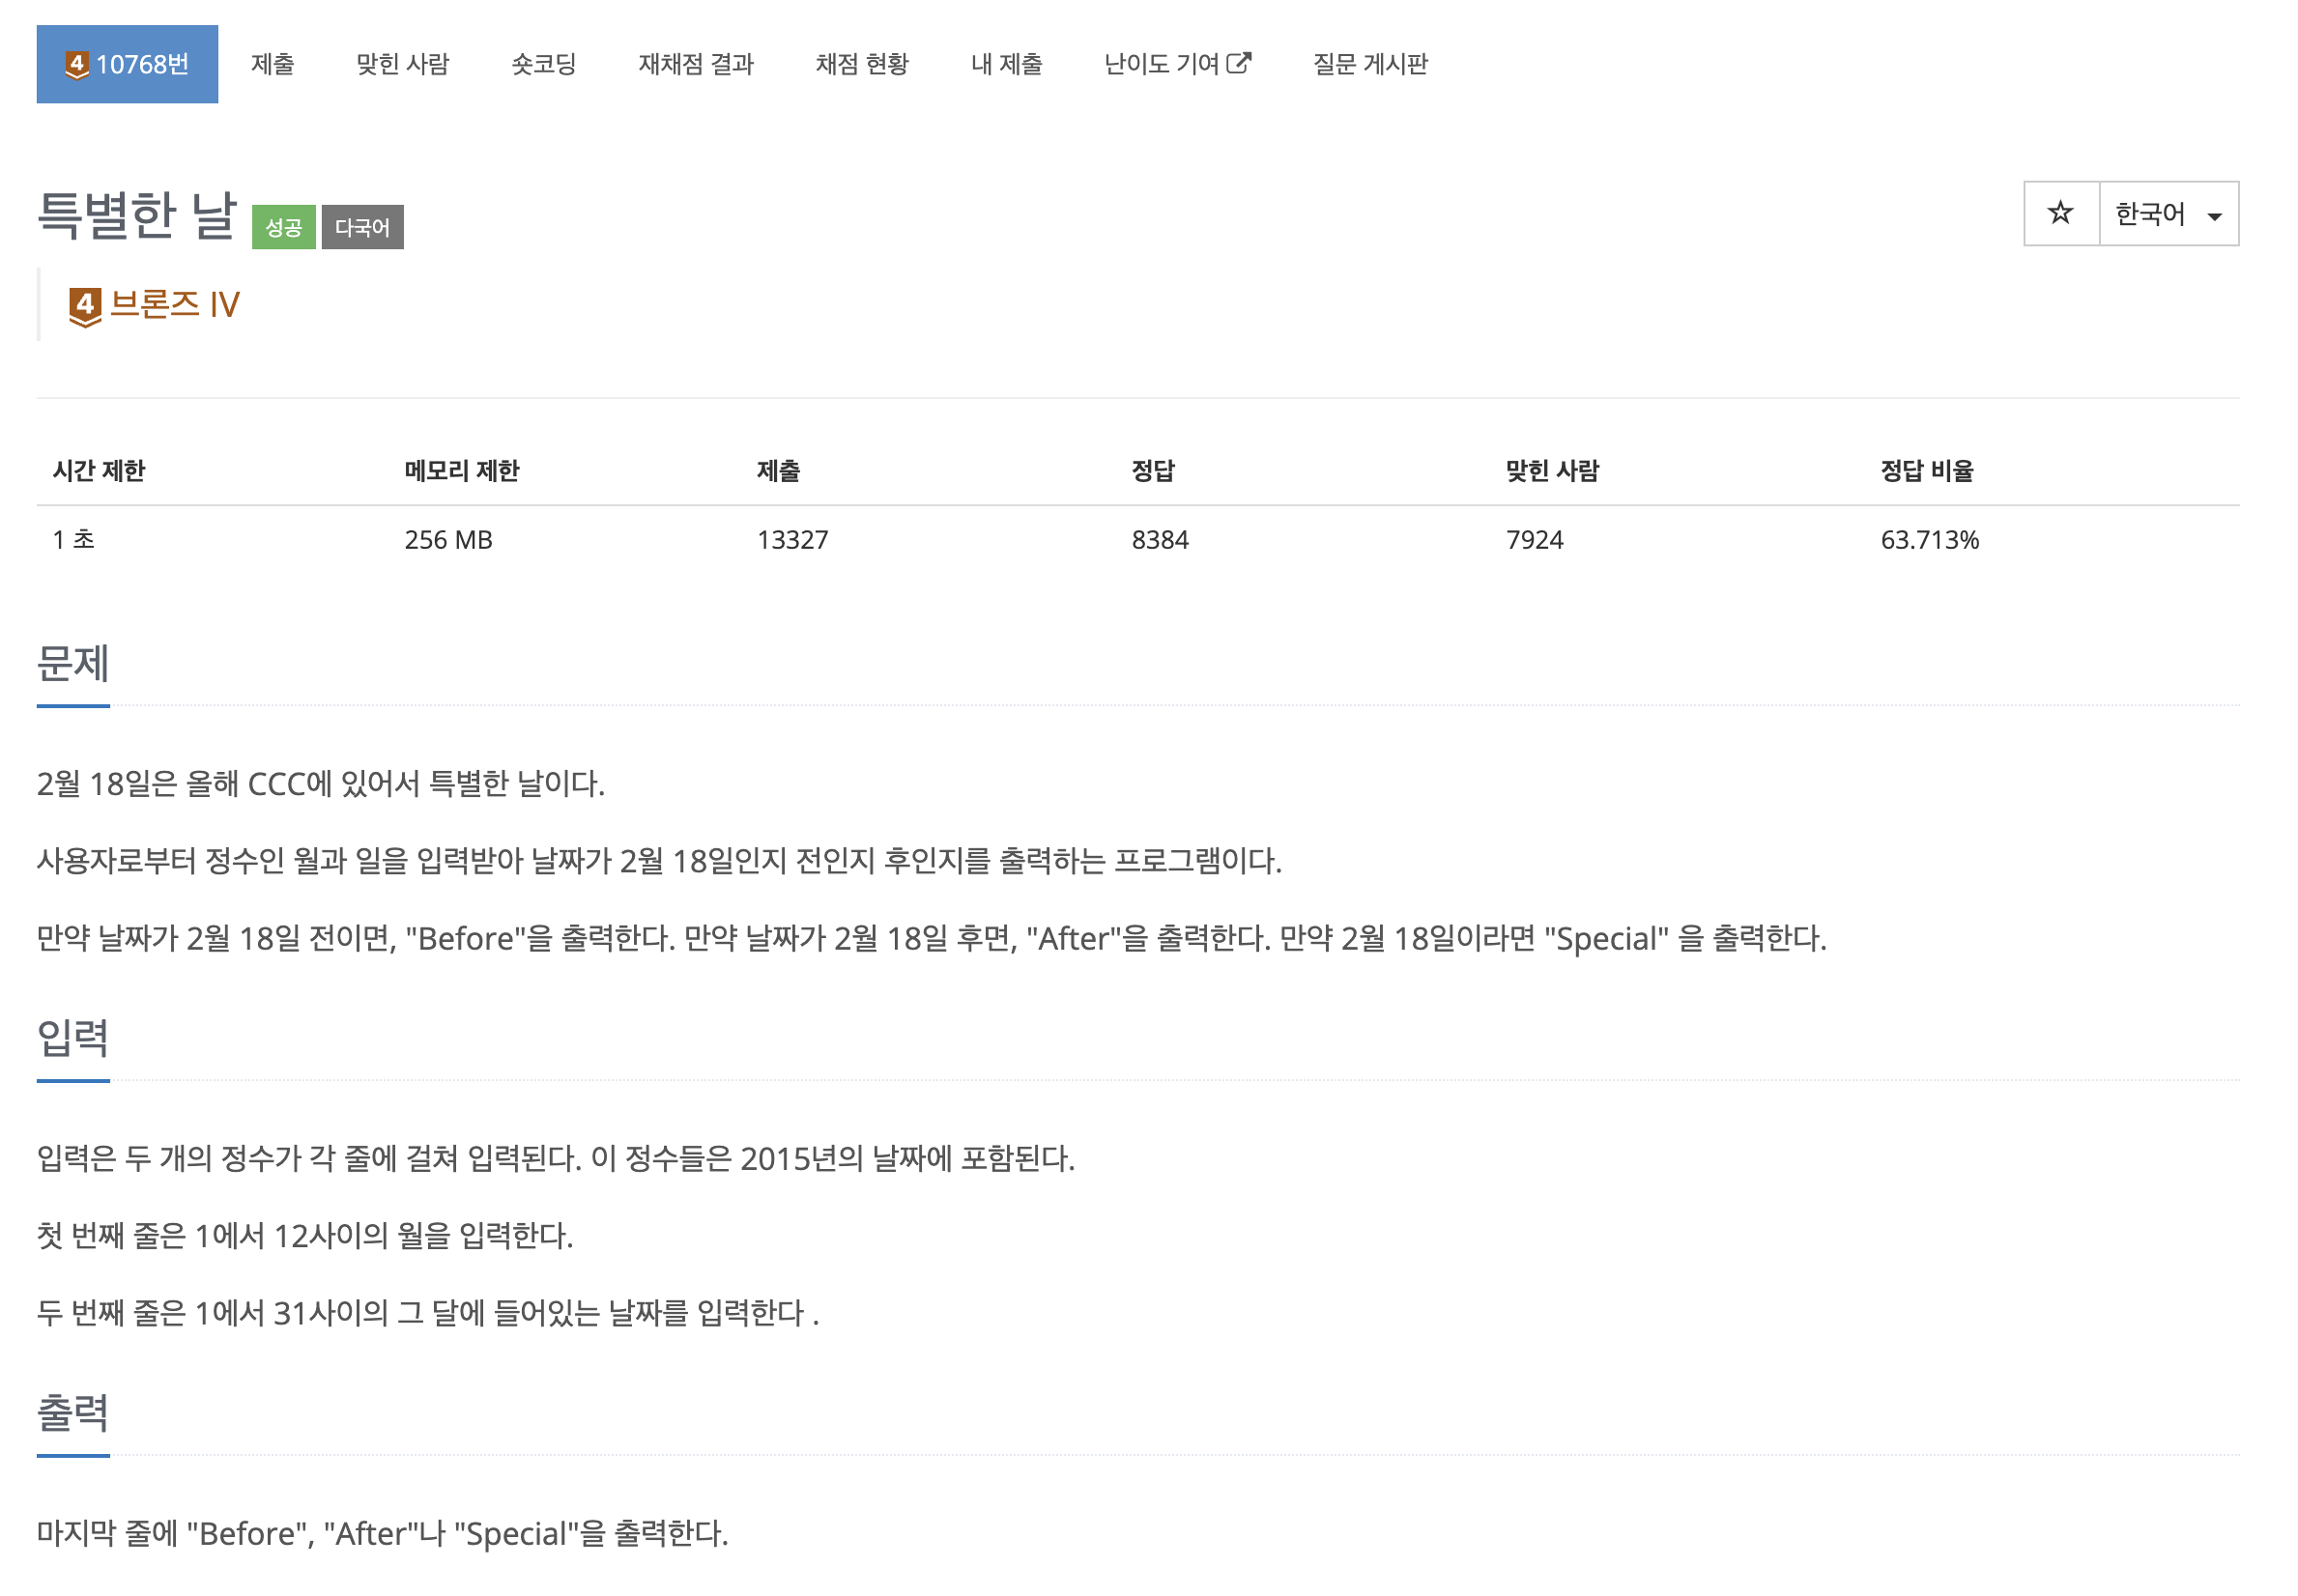 4 10768번 제출 맞힌 사람 숏코딩 재채점 결과 채점 현황 내 제출 난이도 기여 질문 게시판
특별한 날 성공 다국어 한국어
4 브론즈 IV
시간 제한 메모리 제한 제출 정답 맞힌 사람 정답 비율
1 초 256 MB 13327 8384 7924 63.713%
문제
2월 18일은 올해 CCC에 있어서 특별한 날이다.
사용자로부터 정수인 월과 일을 입력받아 날짜가 2월 18일인지 전인지 후인지를 출력하는 프로그램이다.
만약 날짜가 2월 18일 전이면, "Before"을 출력한다. 만약 날짜가 2월 18일 후면, "After"을 출력한다. 만약 2월 18일이라면 "Special" 을 출력한다.
입력
입력은 두 개의 정수가 각 줄에 걸쳐 입력된다. 이 정수들은 2015년의 날짜에 포함된다.
첫 번째 줄은 1에서 12사이의 월을 입력한다.
두 번째 줄은 1에서 31사이의 그 달에 들어있는 날짜를 입력한다 .
출력
마지막 줄에 "Before", "After"나 "Special"을 출력한다.